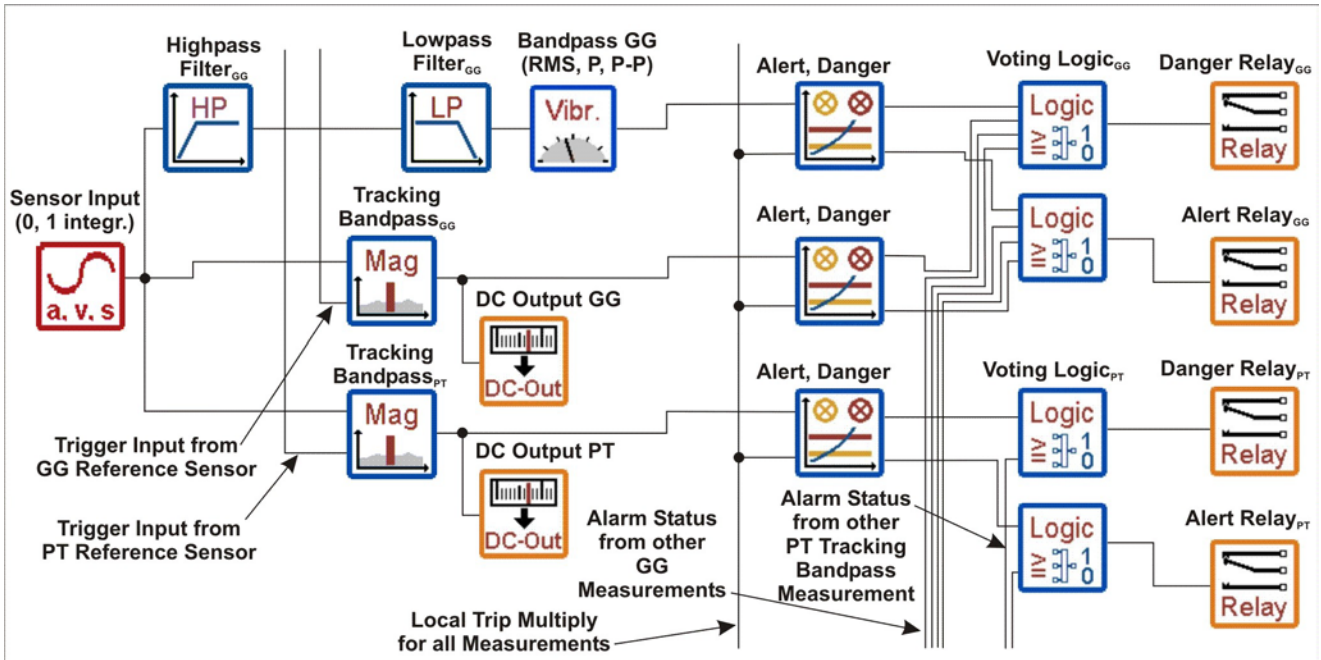 Highpass
Filter GG
Lowpass
Filter GG
Bandpass GG
(RMS, P, P-P)
Alert, Danger
Voting Logic GG
Danger Relay GG
HP
LP
Vibr.
Logic
≥
1
0
Relay
Sensor Input
(0, 1 integr.)
a, v, s
Tracking
Bandpass GG
Mag
Alert, Danger
Logic
≥
1
0
Alert Relay GG
Relay
DC Output GG
DC-Out
Tracking
Bandpass PT
Mag
Alert, Danger
Voting Logic PT
Danger Relay PT
Logic
≥
1
0
Relay
Trigger Input from
GG Reference Sensor
DC Output PT
DC-Out
Trigger Input from
PT Reference Sensor
Alarm Status
from other
GG
Measurements
Alarm Status
from other
PT Tracking
Bandpass
Measurement
Logic
≥
1
0
Alert Relay PT
Relay
Local Trip Multiply
for all Measurements